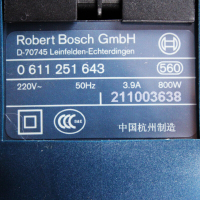 Robert Bosch GmbH
D-70745 Leinfelden-Echterdingen
0 611 251 643
560
220V~ 50Hz 3.9A 800W
211003638
中国杭州制造